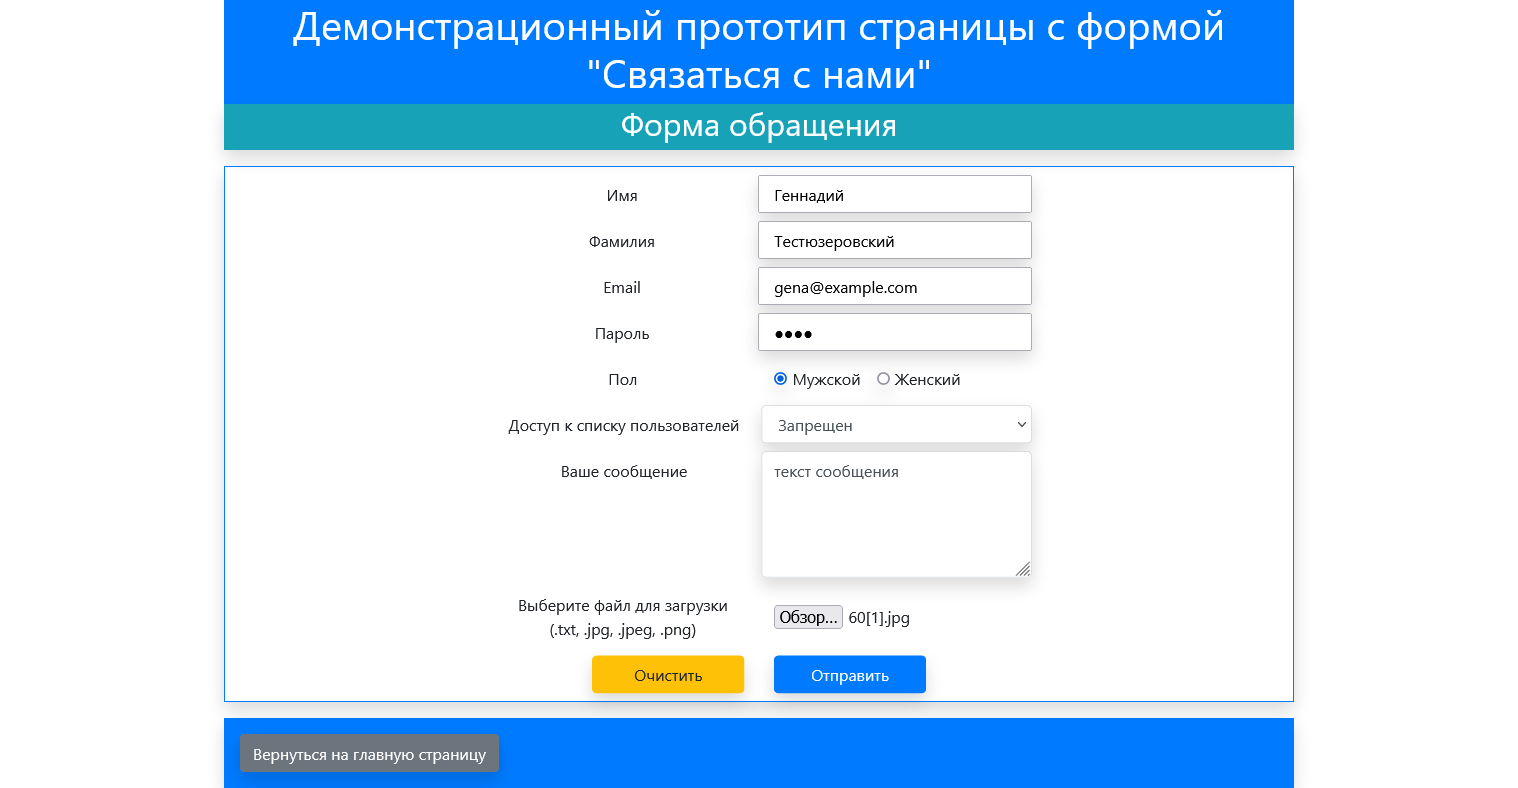 Демонстрационный прототип страницы с формой
"Связаться с нами"
Форма обращения
Имя Геннадий
Фамилия Тестюзеровский
Email gena@example.com
Пароль ●●●●
Пол Мужской Женский
Доступ к списку пользователей Запрещен
Ваше сообщение текст сообщения
Выберите файл для загрузки
(.txt, .jpg, .jpeg, .png)
Обзор... 60[1].jpg
Очистить Отправить
Вернуться на главную страницу